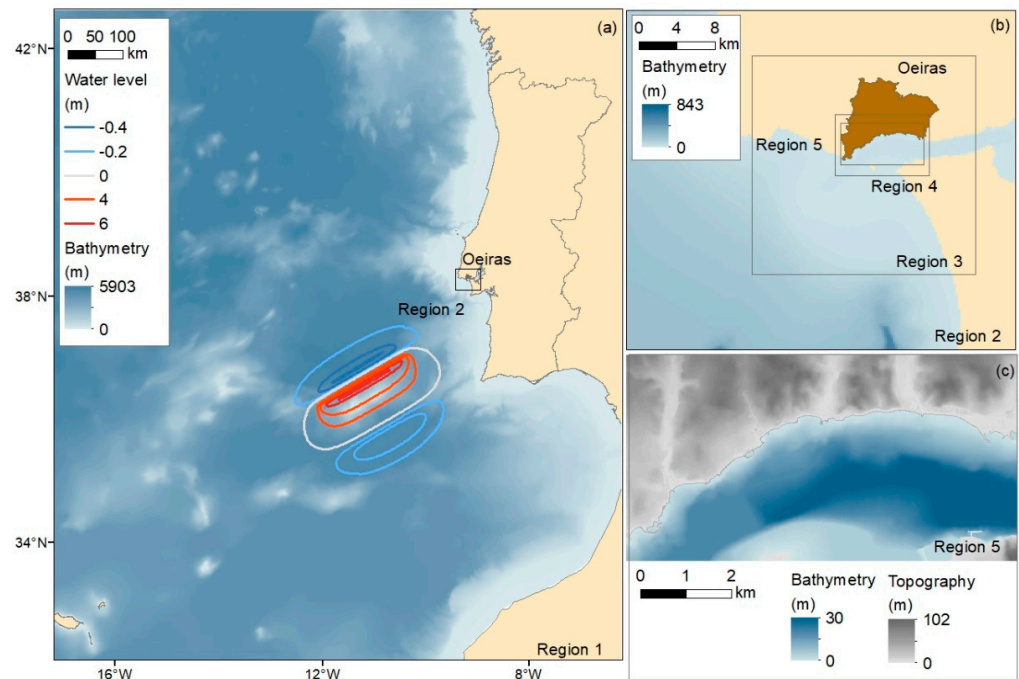 (a)
42°N
38°N
34°N
16°W
12°W
8°W
0 50 100
km
Water level
(m)
-0.4
-0.2
0
4
6
Bathymetry
(m)
5903
0
Oeiras
Region 2
Region 1
(b)
0 4 8
km
Bathymetry
(m)
843
0
Oeiras
Region 5
Region 4
Region 3
Region 2
(c)
Region 5
0 1 2
km
Bathymetry
(m)
30
0
Topography
(m)
102
0